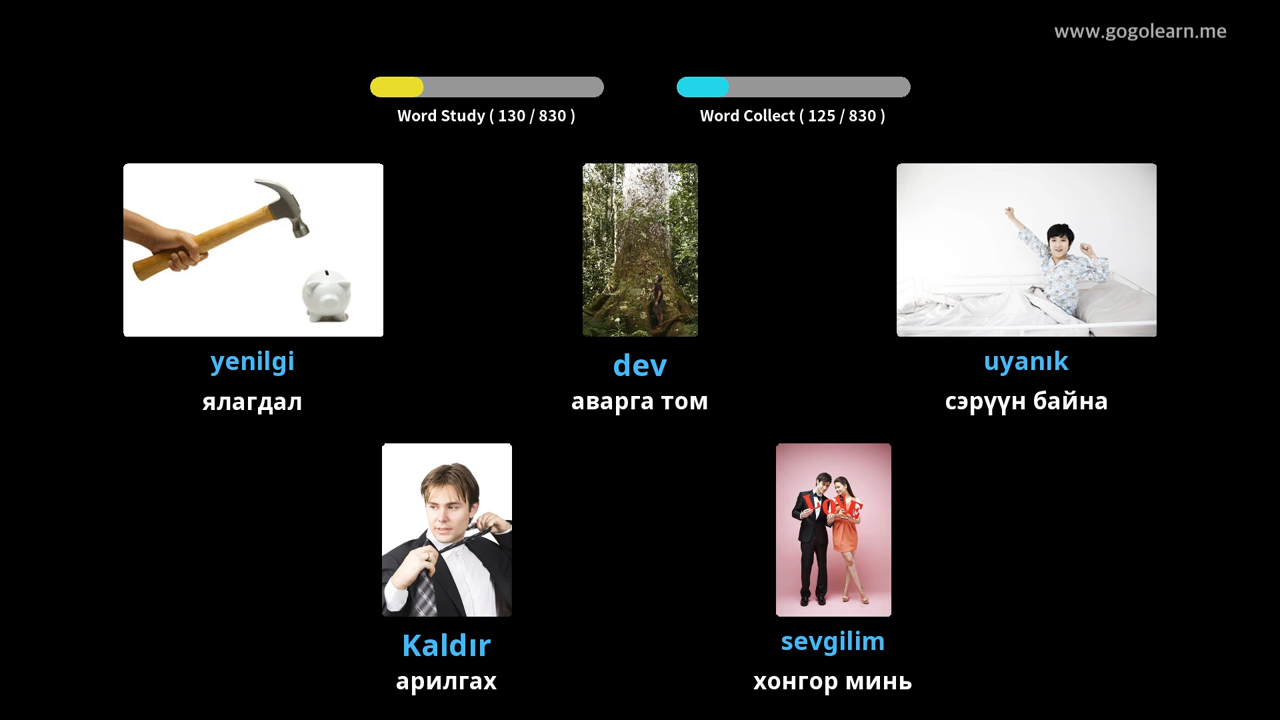 www.gogolearn.me
Word Study ( 130 / 830 )
Word Collect ( 125 / 830 )
yenilgi
ялагдал
dev
аварга том
uyanık
сэрүүн байна
Kaldır
арилгах
sevgilim
хонгор минь